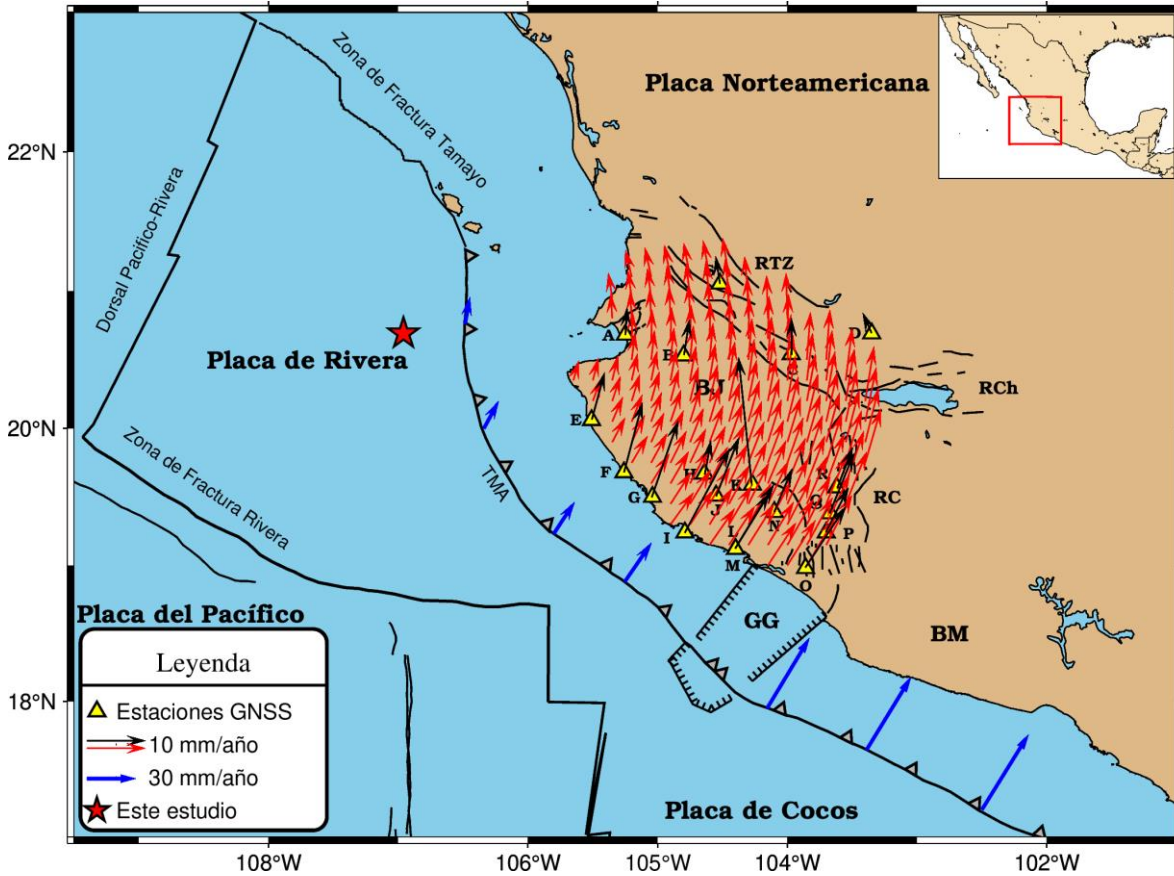 Zona de Fractura Tamayo
Placa Norteamericana
22°N
Dorsal Pacífico-Rivera
S
RTZ
A
D
B
C
Placa de Rivera
BJ
RCh
20°N
E
Zona de Fractura Rivera
TMA
F
H
K
R
G
J
Q
RC
N
I
L
P
M
O
Placa del Pacífico
GG
BM
Leyenda
Estaciones GNSS
10 mm/año
30 mm/año
Este estudio
18°N
Placa de Cocos
108°W
106°W
104°W
102°W